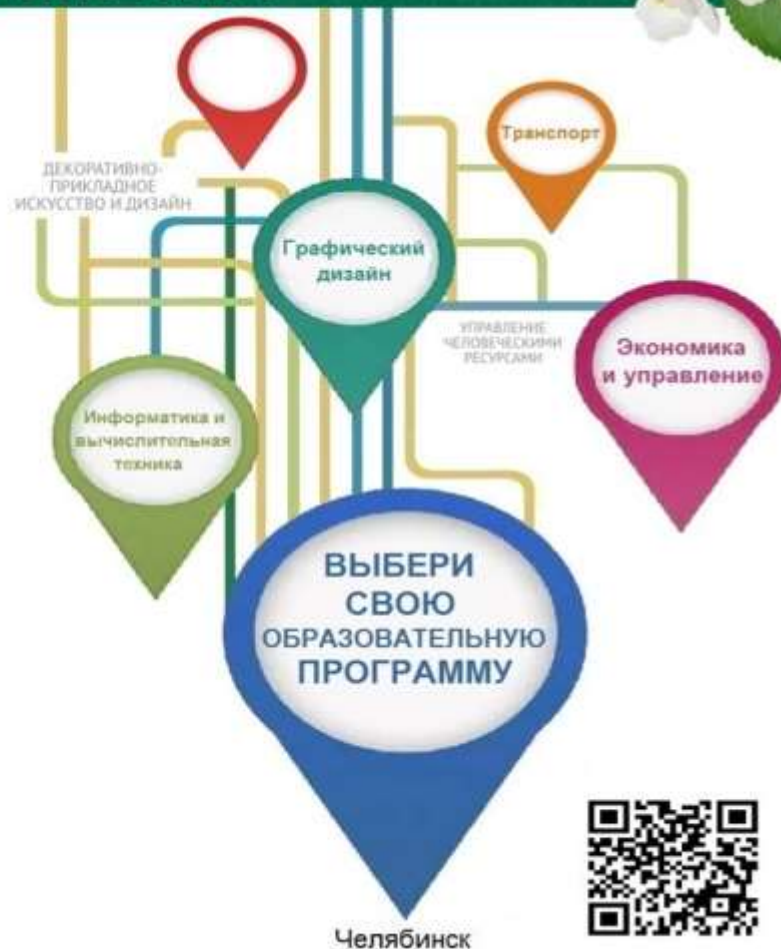 Транспорт
ДЕКОРАТИВНО-
ПРИКЛАДНОЕ
ИСКУССТВО И ДИЗАЙН
Графический
дизайн
УПРАВЛЕНИЕ
ЧЕЛОВЕЧЕСКИМИ
РЕСУРСАМИ
Экономика
и управление
Информатика и
вычислительная
техника
ВЫБЕРИ
СВОЮ
ОБРАЗОВАТЕЛЬНУЮ
ПРОГРАММУ
Челябинск